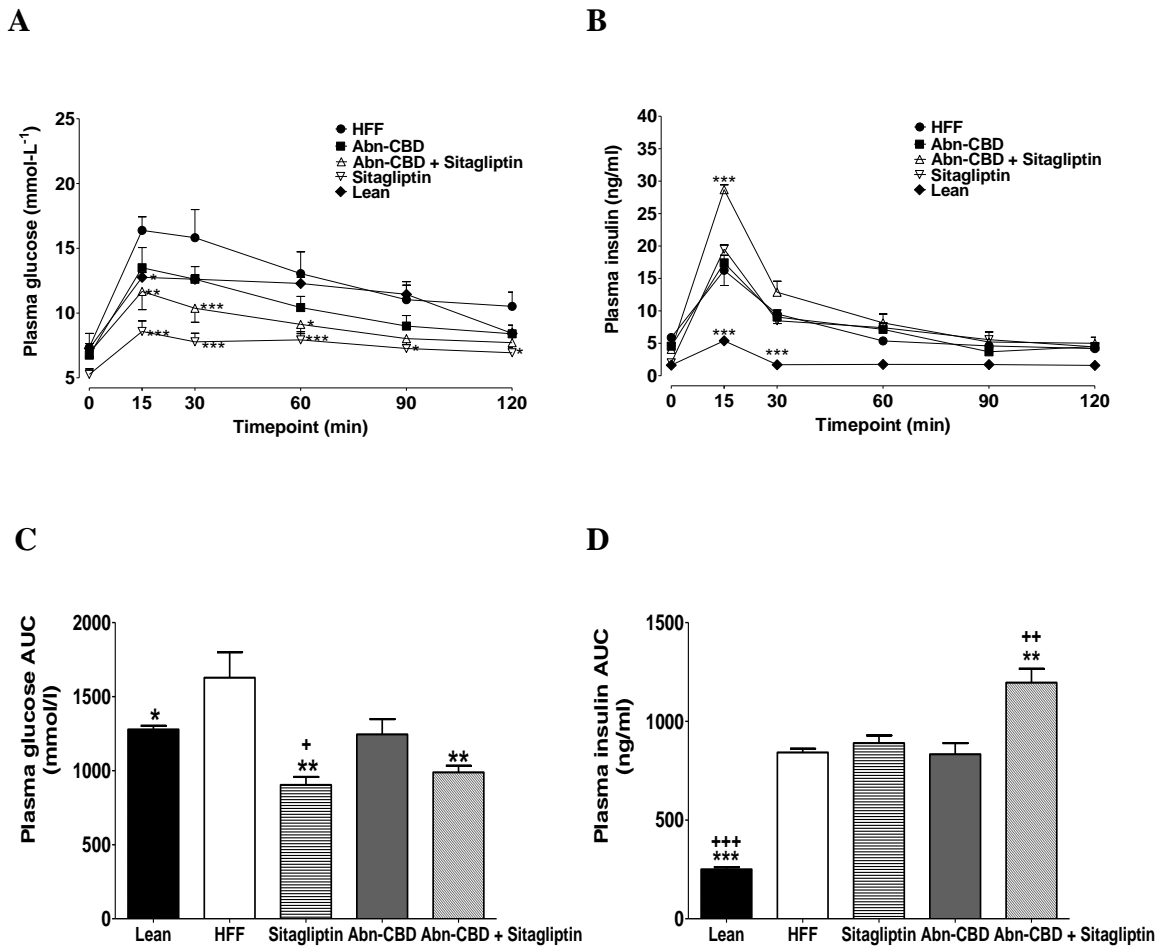 A
B
Plasma glucose (mmol-L-1)
25
20
15
10
5
HFF
Abn-CBD
Abn-CBD + Sitagliptin
Sitagliptin
Lean
*
**
***
***
***
*
***
*
*
0
15
30
60
90
120
Timepoint (min)
Plasma insulin (ng/ml)
40
35
30
25
20
15
10
5
0
HFF
Abn-CBD
Abn-CBD + Sitagliptin
Sitagliptin
Lean
***
***
***
0
15
30
60
90
120
Timepoint (min)
C
D
Plasma glucose AUC
(mmol/l)
2000
1500
1000
500
0
*
+
**
**
Lean
HFF
Sitagliptin
Abn-CBD
Abn-CBD + Sitagliptin
Plasma insulin AUC
(ng/ml)
1500
1000
500
0
+++
***
++
**
Lean
HFF
Sitagliptin
Abn-CBD
Abn-CBD + Sitagliptin